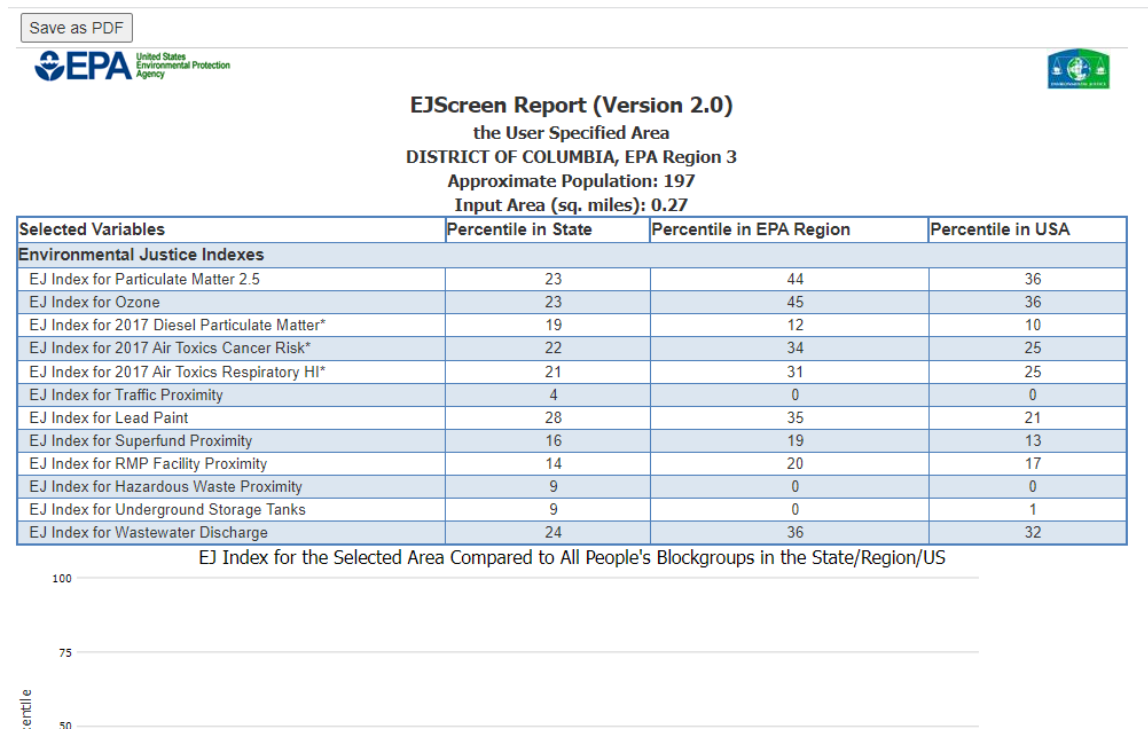 Save as PDF
EPA United States
Environmental Protection
Agency
EJScreen Report (Version 2.0)
the User Specified Area
DISTRICT OF COLUMBIA, EPA Region 3
Approximate Population: 197
Input Area (sq. miles): 0.27
Selected Variables Percentile in State Percentile in EPA Region Percentile in USA
Environmental Justice Indexes
EJ Index for Particulate Matter 2.5 23 44 36
EJ Index for Ozone 23 45 36
EJ Index for 2017 Diesel Particulate Matter* 19 12 10
EJ Index for 2017 Air Toxics Cancer Risk* 22 34 25
EJ Index for 2017 Air Toxics Respiratory HI* 21 31 25
EJ Index for Traffic Proximity 4 0 0
EJ Index for Lead Paint 28 35 21
EJ Index for Superfund Proximity 16 19 13
EJ Index for RMP Facility Proximity 14 20 17
EJ Index for Hazardous Waste Proximity 9 0 0
EJ Index for Underground Storage Tanks 9 0 1
EJ Index for Wastewater Discharge 24 36 32
EJ Index for the Selected Area Compared to All People's Blockgroups in the State/Region/US
100
75
50